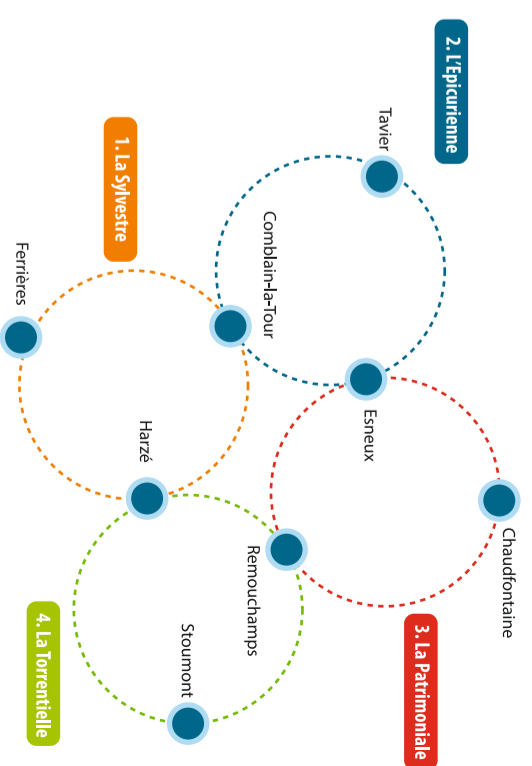 2. L'Epicurienne
Tavier
1. La Sylvestre
Comblain-la-Tour
Ferrières
Esneux
Harzé
Chaudfontaine
Remouchamps
3. La Patrimoniale
Stoumont
4. La Torrentielle